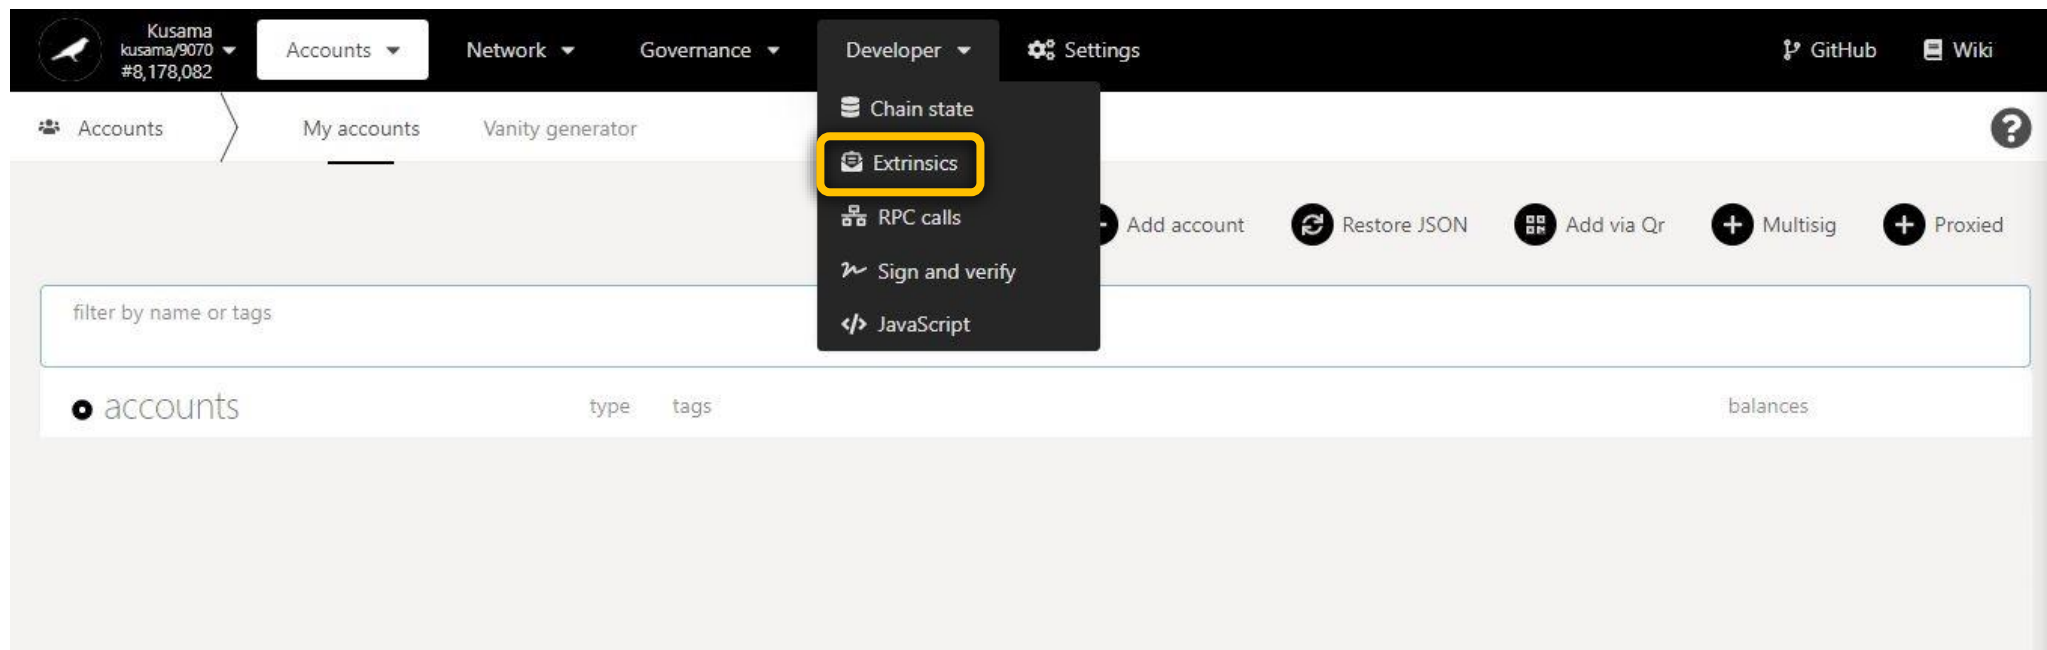 Kusama
kusama/9070
#8,178,082
Accounts
Network
Governance
Developer
Settings
GitHub
Wiki
Accounts
My accounts
Vanity generator
Chain state
Extrinsics
RPC calls
Sign and verify
JavaScript
Add account
Restore JSON
Add via Qr
Multisig
Proxied
filter by name or tags
accounts type tags balances